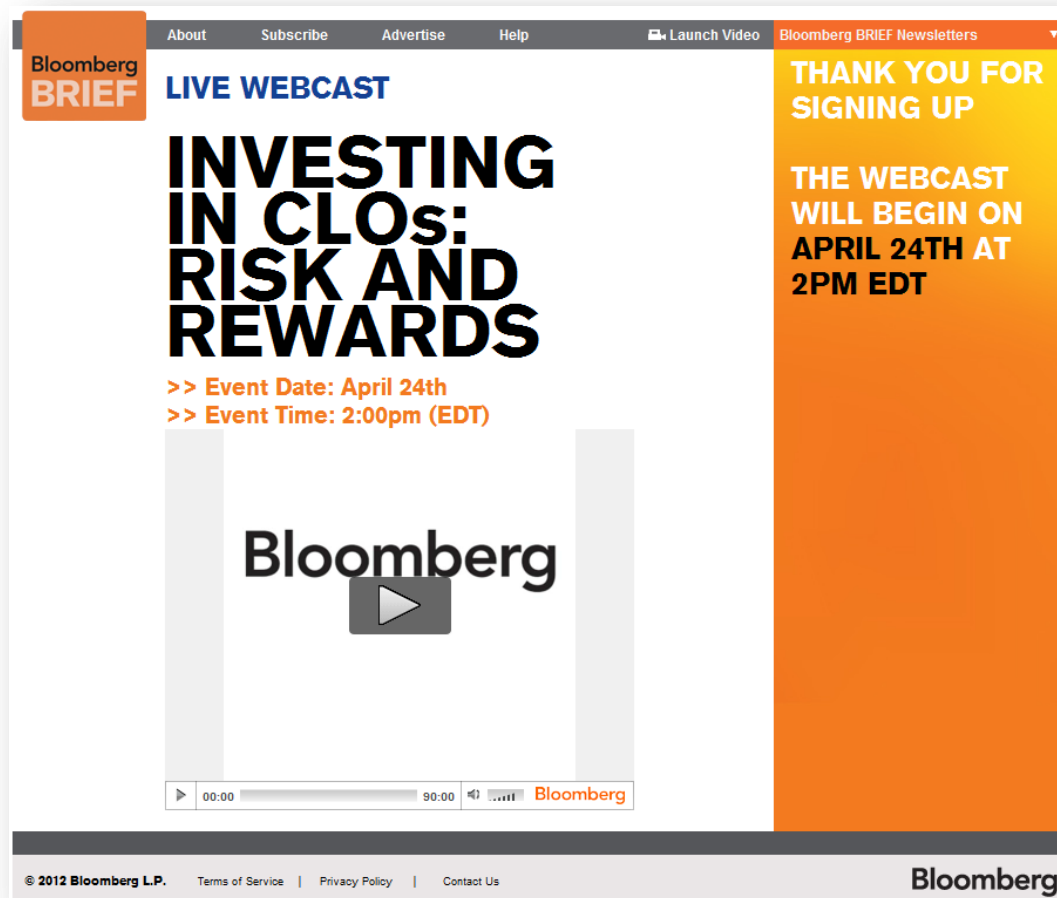 About Subscribe Advertise Help Launch Video Bloomberg BRIEF Newsletters
Bloomberg
BRIEF
LIVE WEBCAST
INVESTING
IN CLOs:
RISK AND
REWARDS
>> Event Date: April 24th
>> Event Time: 2:00pm (EDT)
Bloomberg
00:00 90:00 Bloomberg
THANK YOU FOR
SIGNING UP
THE WEBCAST
WILL BEGIN ON
APRIL 24TH AT
2PM EDT
© 2012 Bloomberg L.P. Terms of Service | Privacy Policy | Contact Us Bloomberg